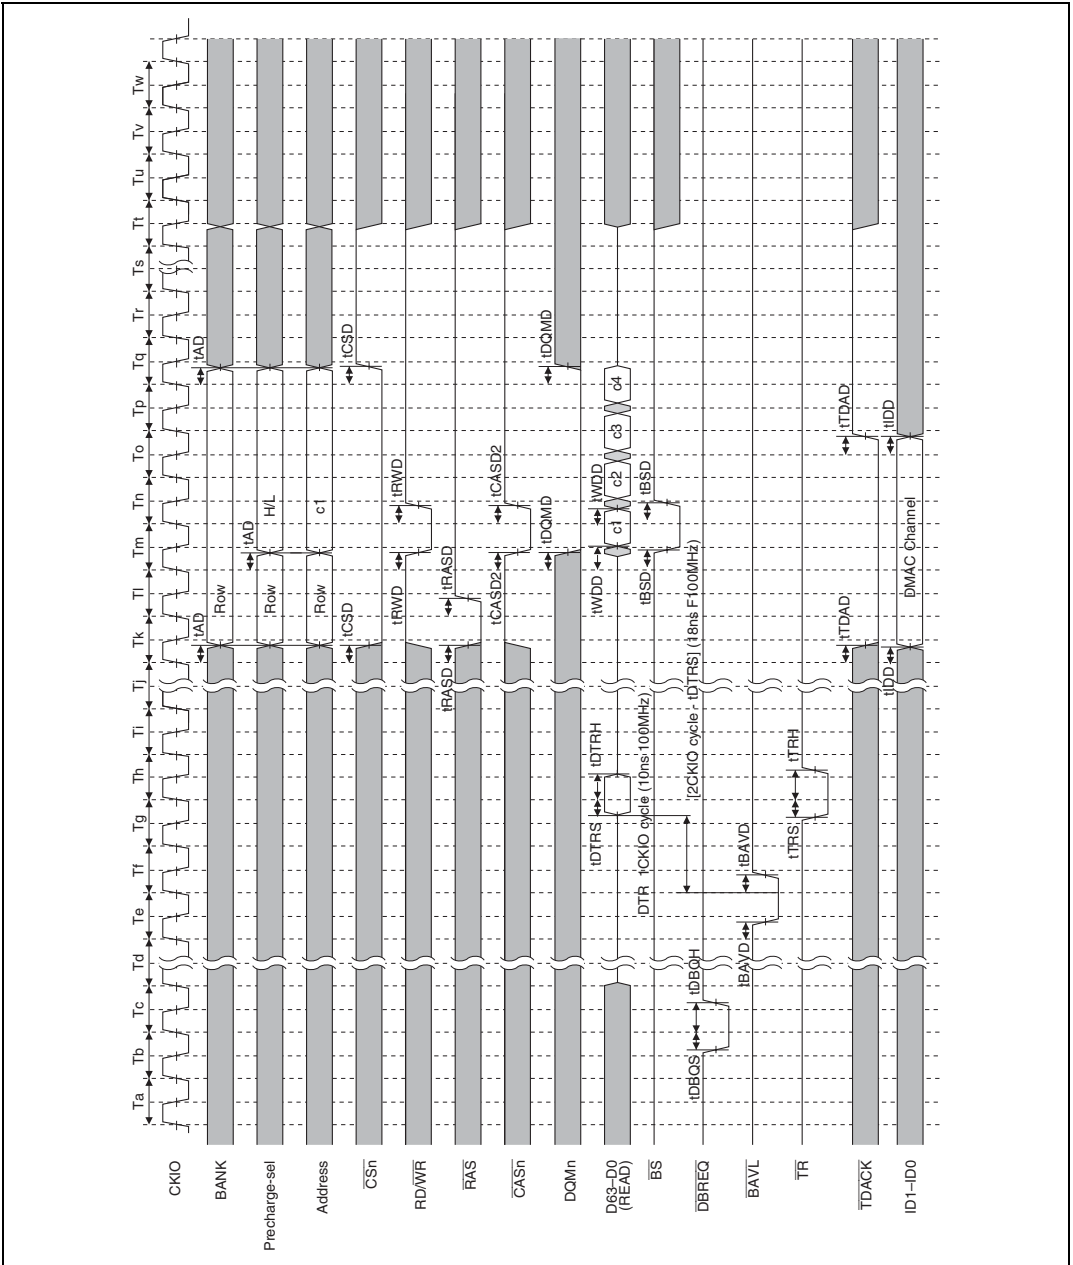 Ta
Tb
Tc
Td
Te
Tf
Tg
Th
Ti
Tj
Tk
Tl
Tm
Tn
To
Tp
Tq
Tr
Ts
Tt
Tu
Tv
Tw
CKIO
BANK
tAD
Row
tAD
Precharge-sel
Row
tAD
H/L
Address
Row
c1
CSn
tCSD
tCSD
RD/WR
tRWD
tRWD
RAS
tRASD
tRASD
CASn
tCASD2
tCASD2
DQMn
tDQMD
tDQMD
D63–D0
(READ)
tDTRS
tDTRH
tWDD
tWDD
c1
c2
c3
c4
BS
DTR
1CKIO cycle (10ns 100MHz)
tBSD
tBSD
DBREQ
tDBQS
tDBQH
[2CKIO cycle - tDTRS] (18ns F100MHz)
BAVL
tBAVD
tBAVD
TR
tTRS
tTRH
TDACK
tTDAD
tTDAD
ID1–ID0
tIDD
DMAC Channel
tIDD